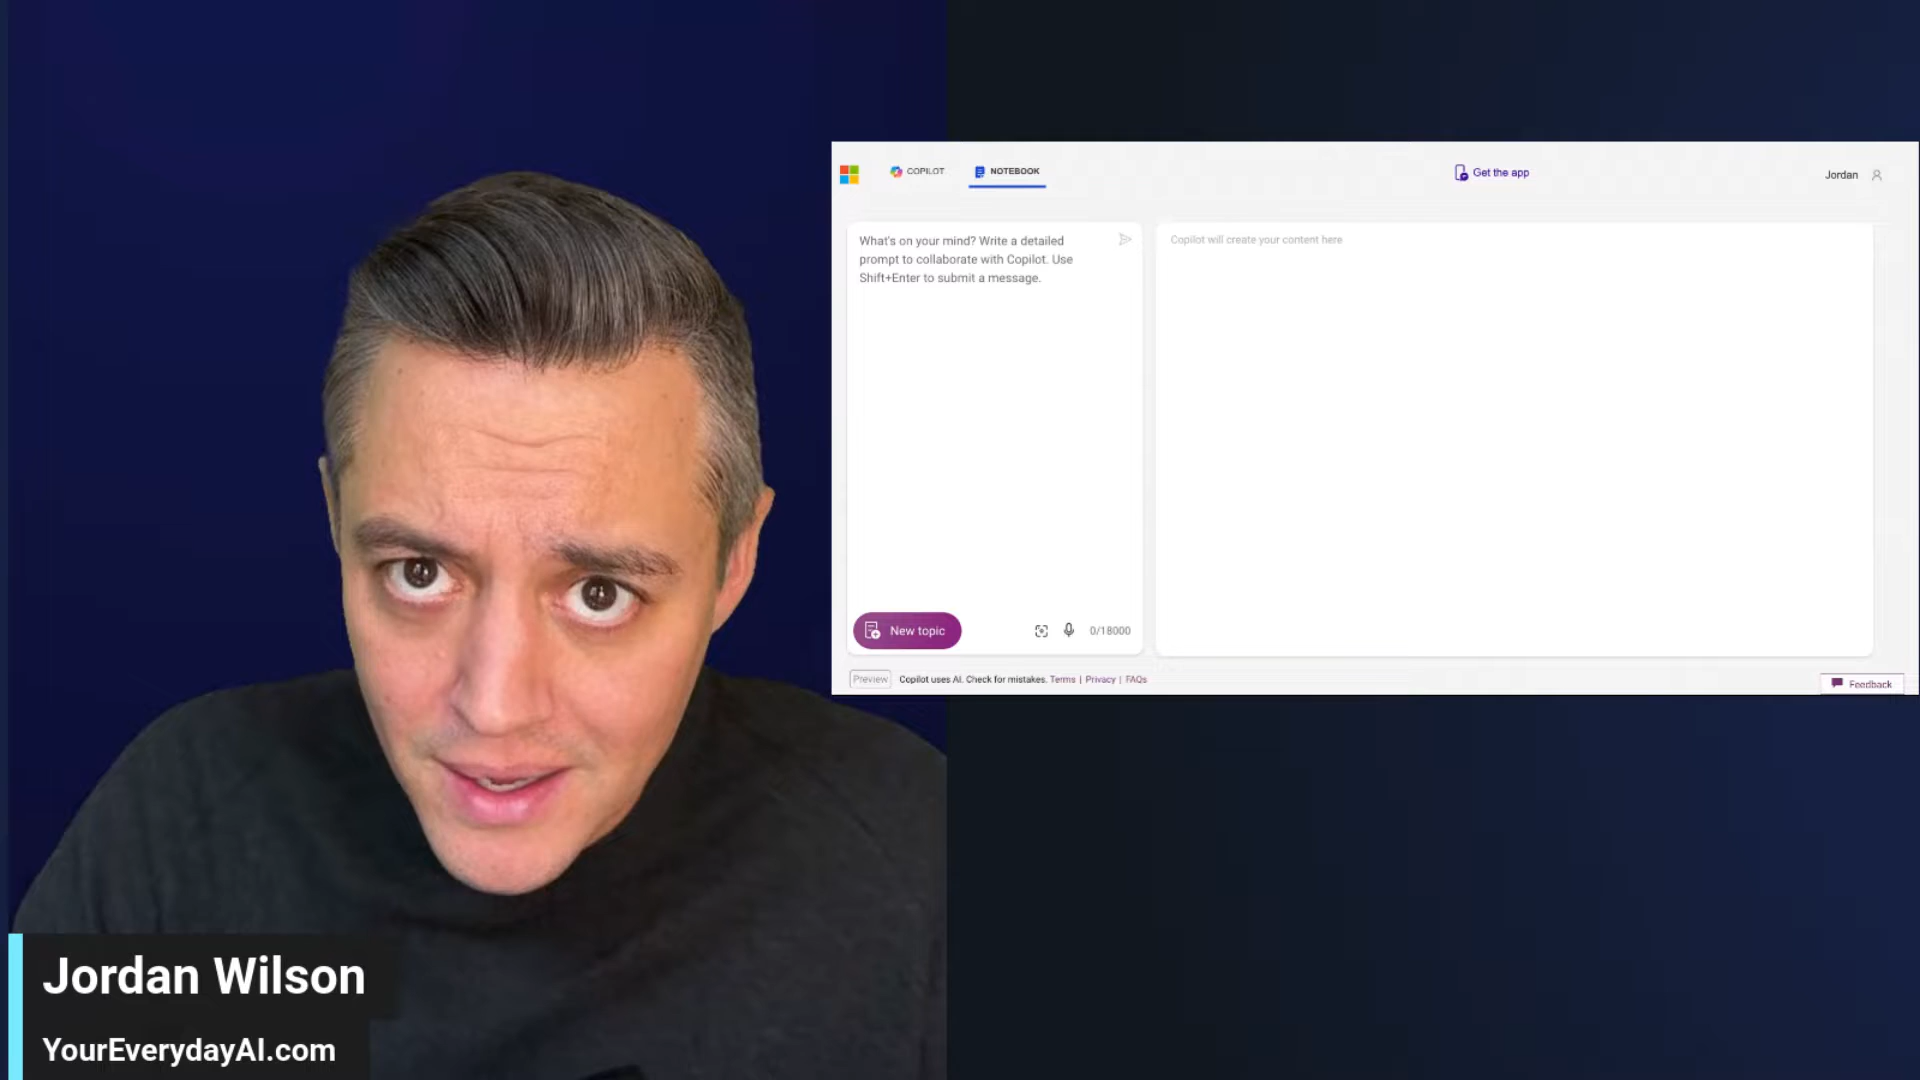 COPILOT
NOTEBOOK
Get the app
Jordan
What's on your mind? Write a detailed
prompt to collaborate with Copilot. Use
Shift+Enter to submit a message.
Copilot will create your content here
New topic
0/18000
Preview
Copilot uses AI. Check for mistakes. Terms | Privacy | FAQs
Feedback
Jordan Wilson
YourEverydayAI.com